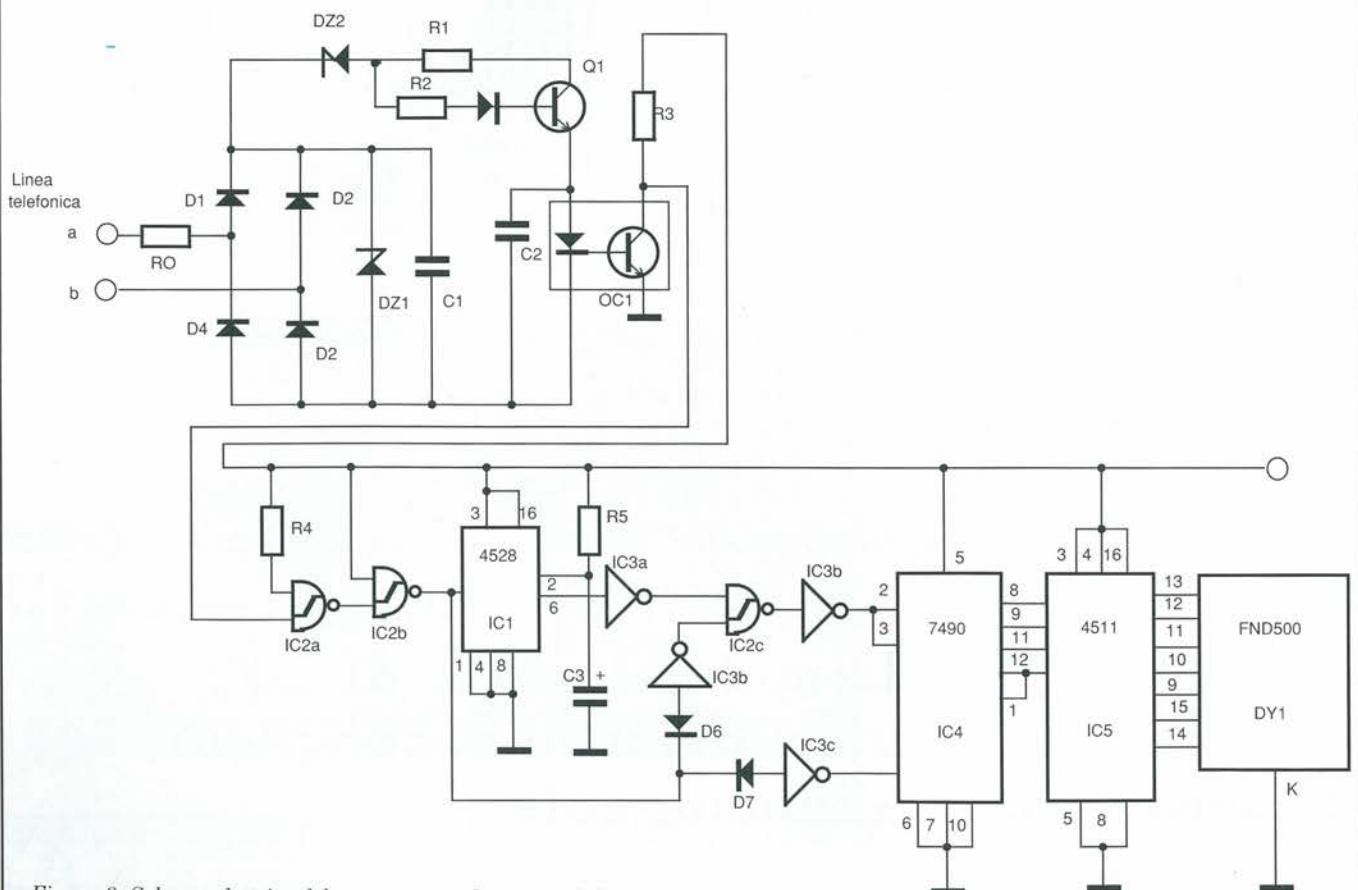 DZ2
R1
Q1
R2
R3
Linea
telefonica
D1
D2
a
RO
C2
b
DZ1
C1
OC1
D4
D2
R4
3
16
R5
4528
IC3a
IC3b
5
3
4
16
2
6
2
8
13
3
9
12
IC1
7490
11
4511
11
FND500
IC2a
IC2b
IC2c
12
10
1
4
8
C3
+
IC3b
1
9
15
DY1
D6
IC4
IC5
14
IC3c
D7
K
6
7
10
5
8